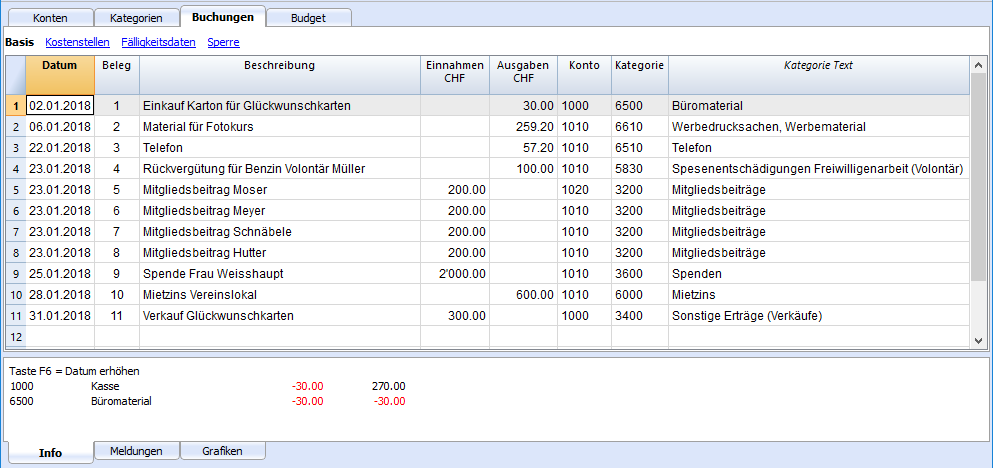 Konten Kategorien Buchungen Budget
Basis Kostenstellen Fälligkeitsdaten Sperre
Datum Beleg Beschreibung Einnahmen CHF Ausgaben CHF Konto Kategorie Kategorie Text
1 02.01.2018 1 Einkauf Karton für Glückwunschkarten 30.00 1000 6500 Büromaterial
2 06.01.2018 2 Material für Fotokurs 259.20 1010 6610 Werbedrucksachen, Werbematerial
3 22.01.2018 3 Telefon 57.20 1010 6510 Telefon
4 23.01.2018 4 Rückvergütung für Benzin Volontär Müller 100.00 1010 5830 Spesenentschädigungen Freiwilligenarbeit (Volontär)
5 23.01.2018 5 Mitgliedsbeitrag Moser 200.00 1020 3200 Mitgliedsbeiträge
6 23.01.2018 6 Mitgliedsbeitrag Meyer 200.00 1010 3200 Mitgliedsbeiträge
7 23.01.2018 7 Mitgliedsbeitrag Schnäbele 200.00 1010 3200 Mitgliedsbeiträge
8 23.01.2018 8 Mitgliedsbeitrag Hutter 200.00 1010 3200 Mitgliedsbeiträge
9 25.01.2018 9 Spende Frau Weisshaupt 2'000.00 1010 3600 Spenden
10 28.01.2018 10 Mietzins Vereinslokal 600.00 1010 6000 Mietzins
11 31.01.2018 11 Verkauf Glückwunschkarten 300.00 1000 3400 Sonstige Erträge (Verkäufe)
12
Taste F6 = Datum erhöhen
1000 Kasse -30.00 270.00
6500 Büromaterial -30.00 -30.00
Info Meldungen Grafiken